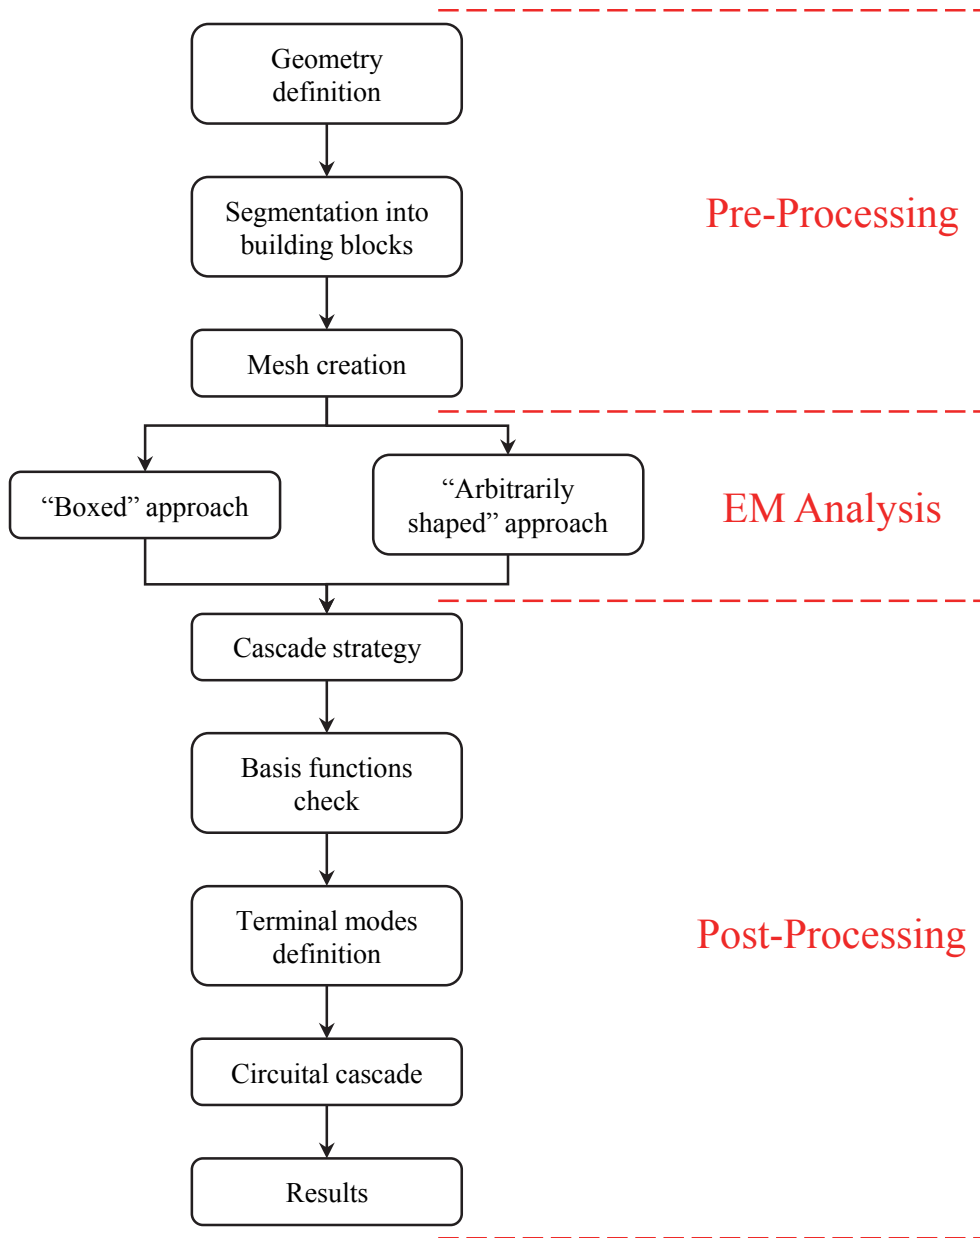 Geometry
definition
Segmentation into
building blocks
Pre-Processing
Mesh creation
“Boxed” approach
“Arbitrarily
shaped” approach
EM Analysis
Cascade strategy
Basis functions
check
Terminal modes
definition
Post-Processing
Circuital cascade
Results